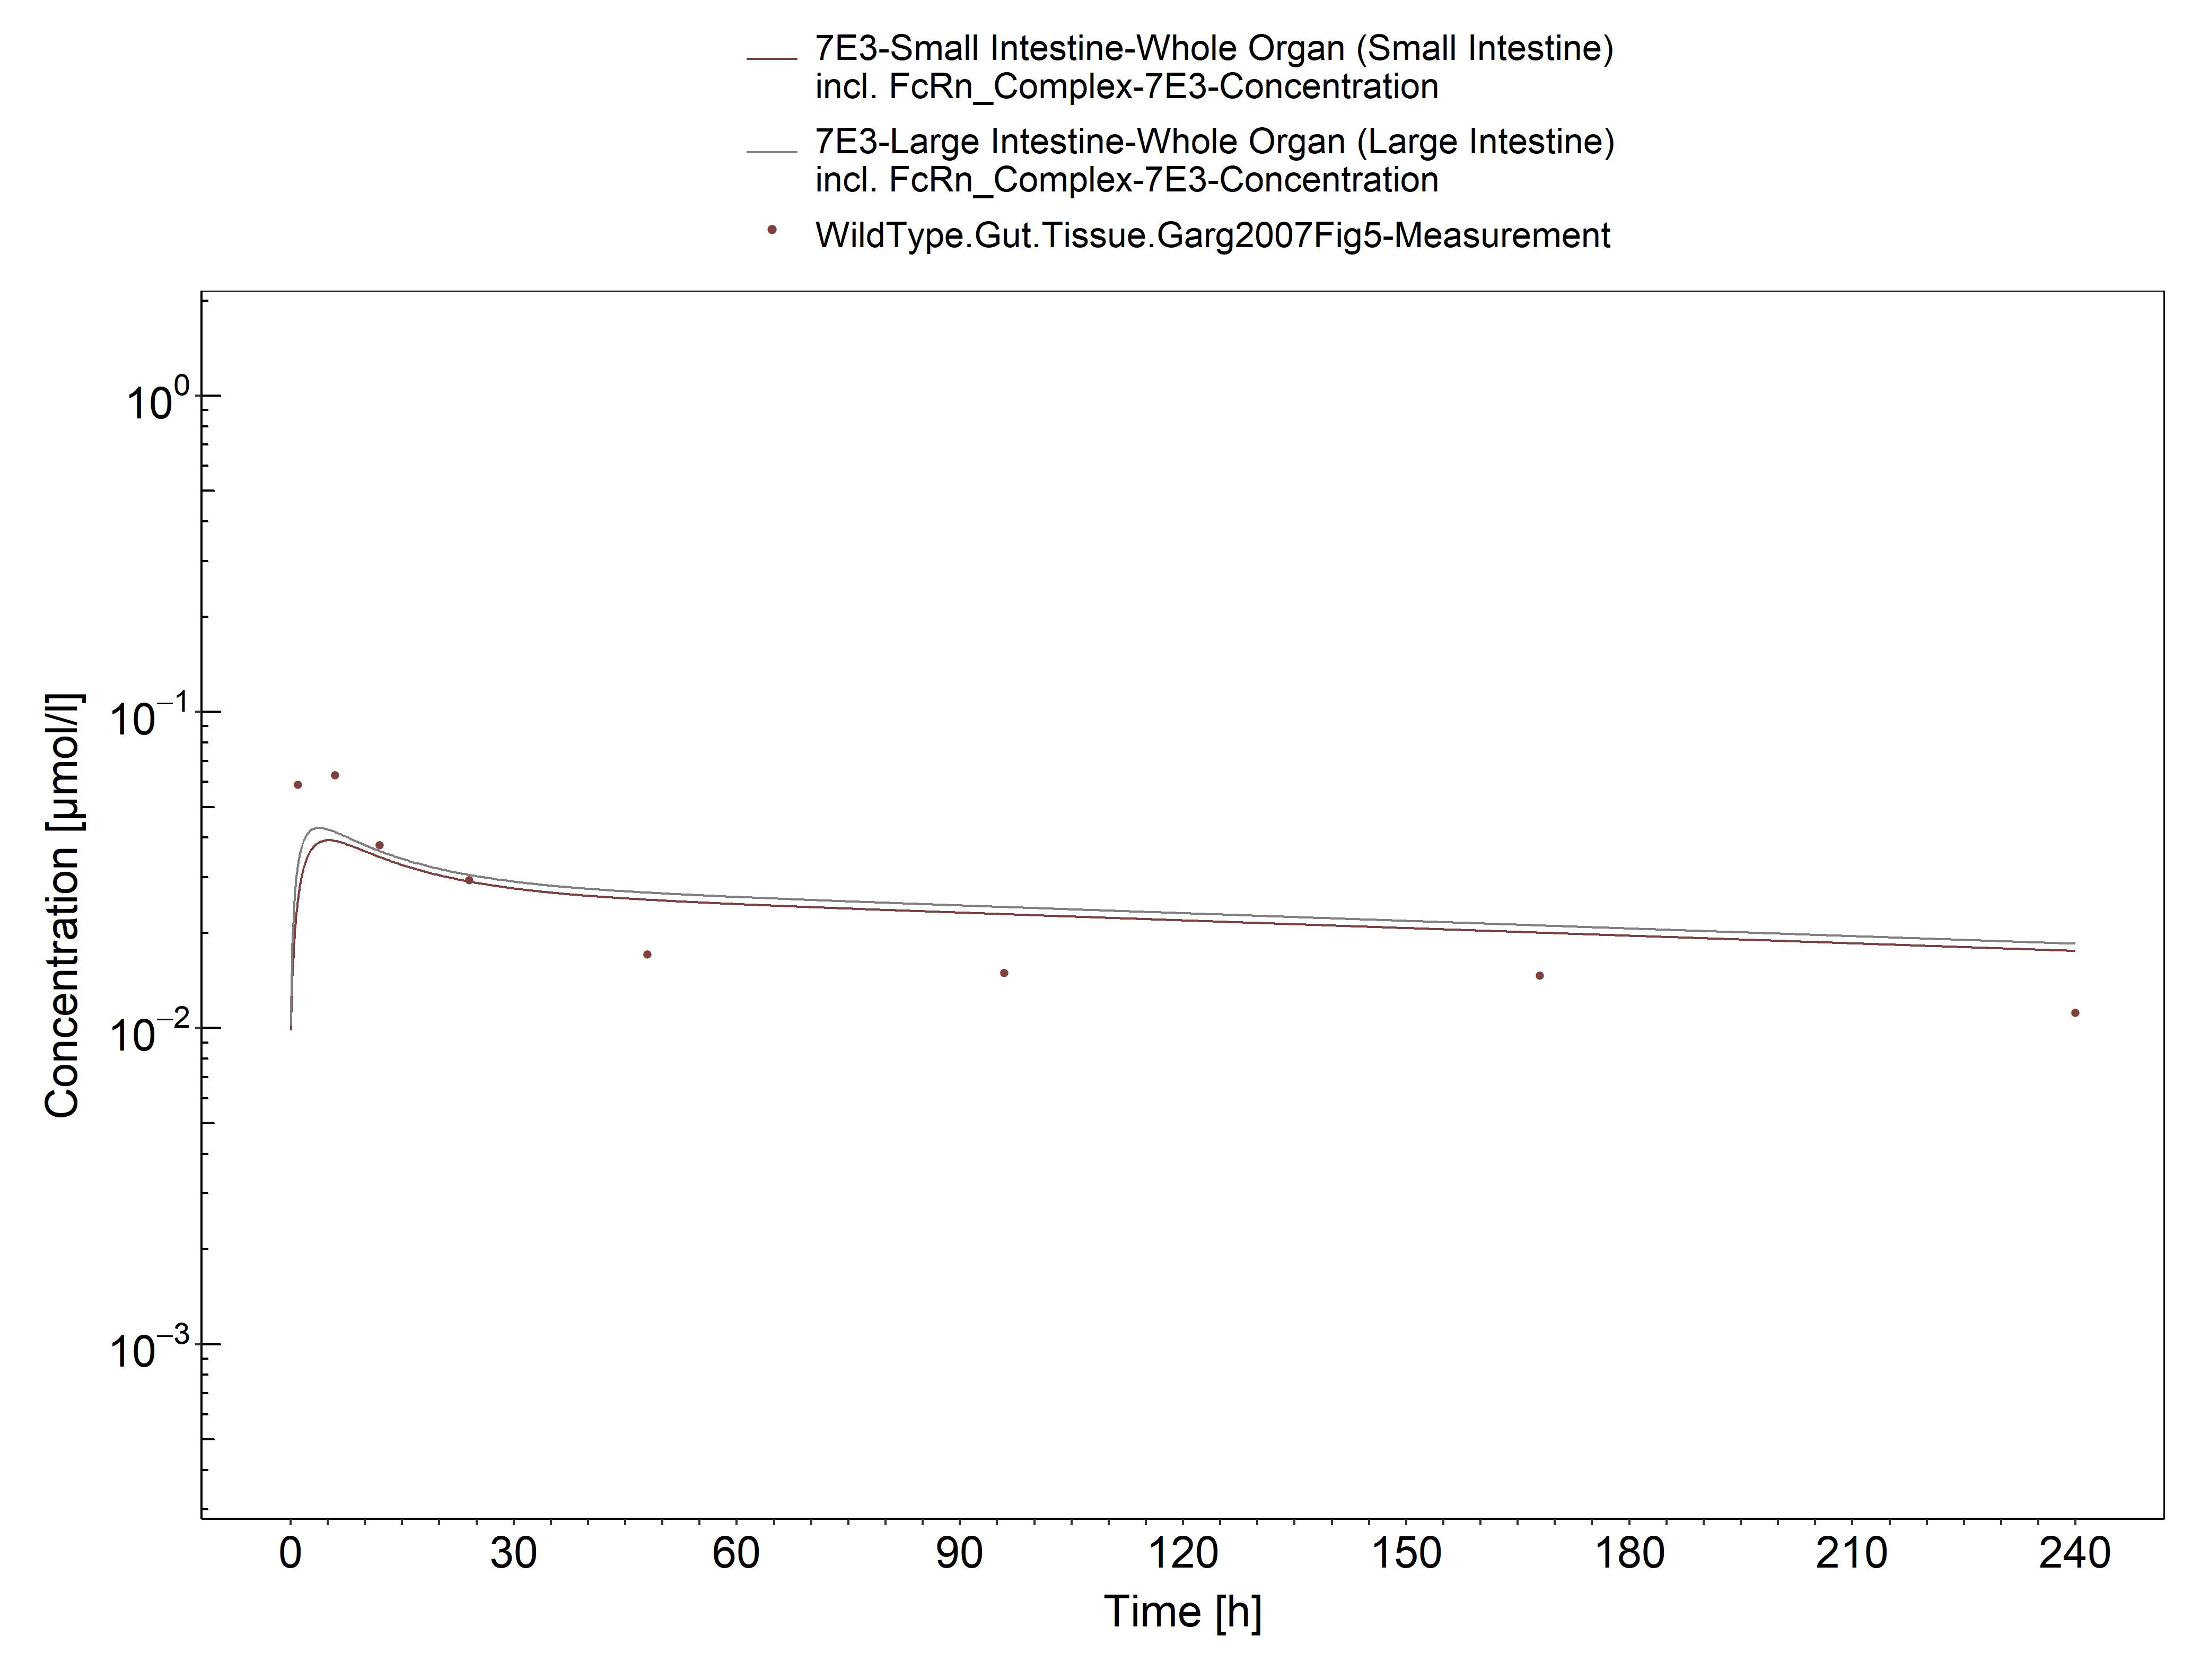 7E3-Small Intestine-Whole Organ (Small Intestine)
incl. FcRn_Complex-7E3-Concentration
7E3-Large Intestine-Whole Organ (Large Intestine)
incl. FcRn_Complex-7E3-Concentration
WildType.Gut.Tissue.Garg2007Fig5-Measurement
10⁰
10⁻¹
10⁻²
10⁻³
Concentration [µmol/l]
0 30 60 90 120 150 180 210 240
Time [h]